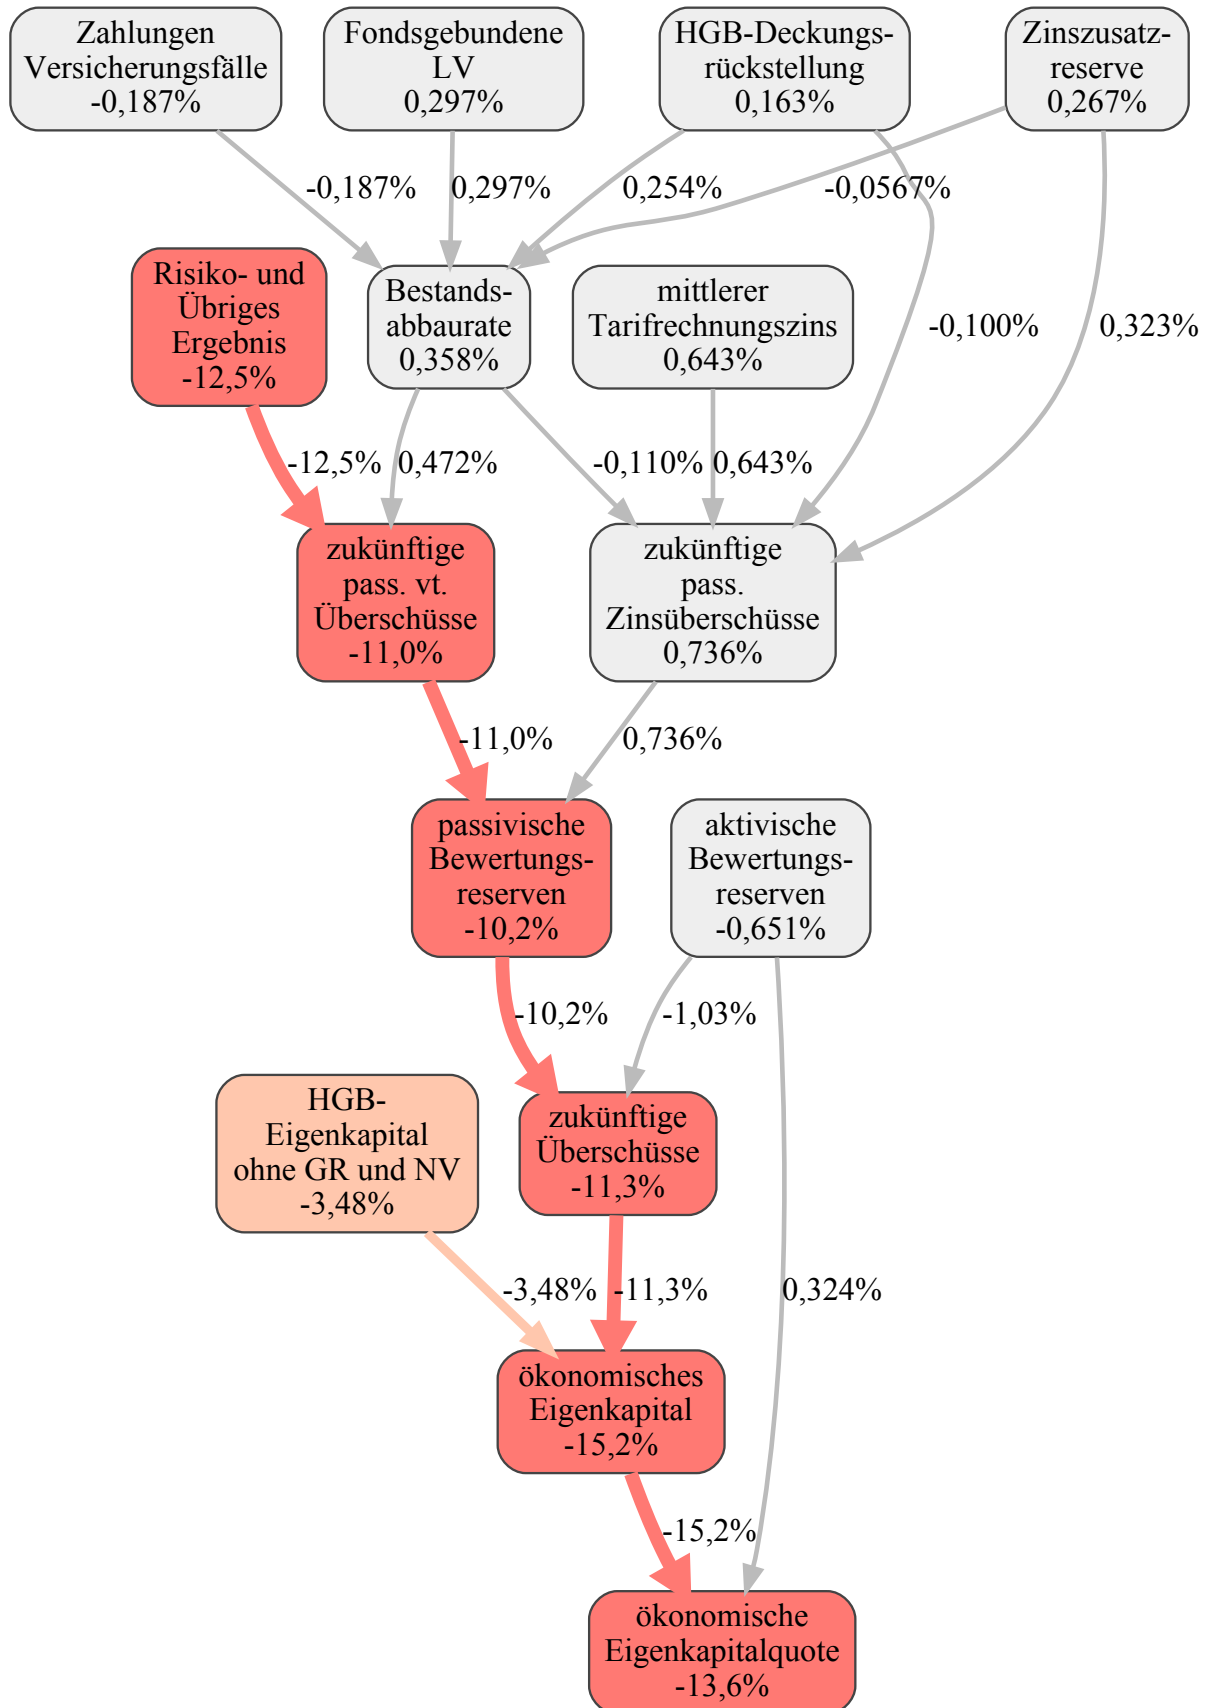 Zahlungen
Versicherungsfälle
-0,187%
Fondsgebundene
LV
0,297%
HGB-Deckungs-
rückstellung
0,163%
Zinszusatz-
reserve
0,267%
-0,187%
0,297%
0,254%
-0,0567%
Risiko- und
Übriges
Ergebnis
-12,5%
Bestands-
abbaurate
0,358%
mittlerer
Tarifrechnungszins
0,643%
-0,100%
0,323%
-12,5%
0,472%
-0,110%
0,643%
zukünftige
pass. vt.
Überschüsse
-11,0%
zukünftige
pass.
Zinsüberschüsse
0,736%
-11,0%
0,736%
passivische
Bewertungs-
reserven
-10,2%
aktivische
Bewertungs-
reserven
-0,651%
-10,2%
-1,03%
HGB-
Eigenkapital
ohne GR und NV
-3,48%
zukünftige
Überschüsse
-11,3%
-3,48%
-11,3%
0,324%
ökonomisches
Eigenkapital
-15,2%
-15,2%
ökonomische
Eigenkapitalquote
-13,6%